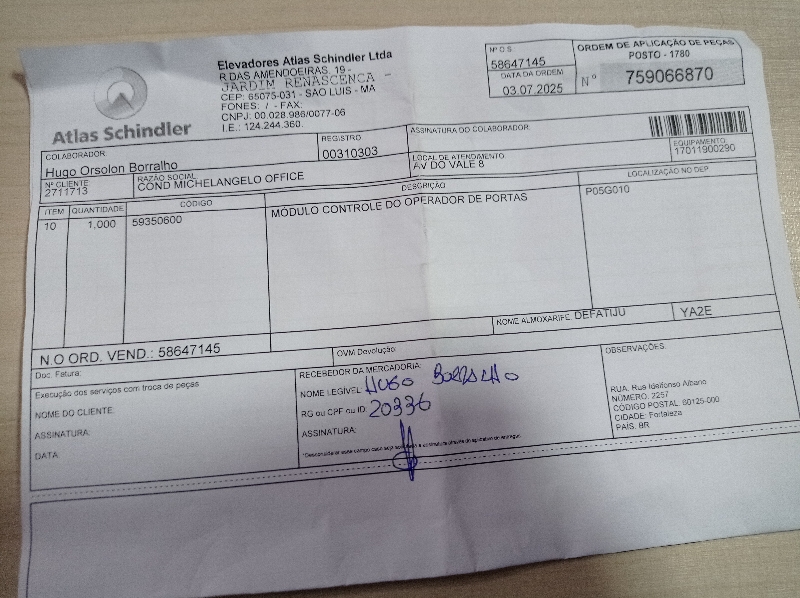 Elevadores Atlas Schindler Ltda
R DAS AMENDOEIRAS, 19 -
JARDIM RENASCENCA -
CEP: 65075-031 - SAO LUIS - MA
FONES: / - FAX:
CNPJ: 00.028.986/0077-06
I.E.: 124.244.360.
Atlas Schindler
Nº O.S.
58647145
DATA DA ORDEM
03.07.2025
ORDEM DE APLICAÇÃO DE PEÇAS
POSTO - 1780
Nº 759066870
COLABORADOR
Hugo Orsolon Borralho
REGISTRO
00310303
ASSINATURA DO COLABORADOR
Nº CLIENTE
2711713
RAZÃO SOCIAL
COND MICHELANGELO OFFICE
LOCAL DE ATENDIMENTO
AV DO VALE 8
EQUIPAMENTO
17011900290
ITEM QUANTIDADE CÓDIGO DESCRIÇÃO LOCALIZAÇÃO NO DEP
10 1,000 59350600 MÓDULO CONTROLE DO OPERADOR DE PORTAS P05G010
NOME ALMOXARIFE: DEFATIJU YA2E
N.O ORD. VEND.: 58647145
OVM Devolução:
Doc. Fatura:
Execução dos serviços com troca de peças
NOME DO CLIENTE:
ASSINATURA:
DATA:
RECEBEDOR DA MERCADORIA:
NOME LEGÍVEL: HUGO BORRALHO
RG ou CPF ou ID: 20336
ASSINATURA:
OBSERVAÇÕES:
RUA: Rua Idelfonso Albano
NÚMERO: 2257
CÓDIGO POSTAL: 60125-000
CIDADE: Fortaleza
PAÍS: BR